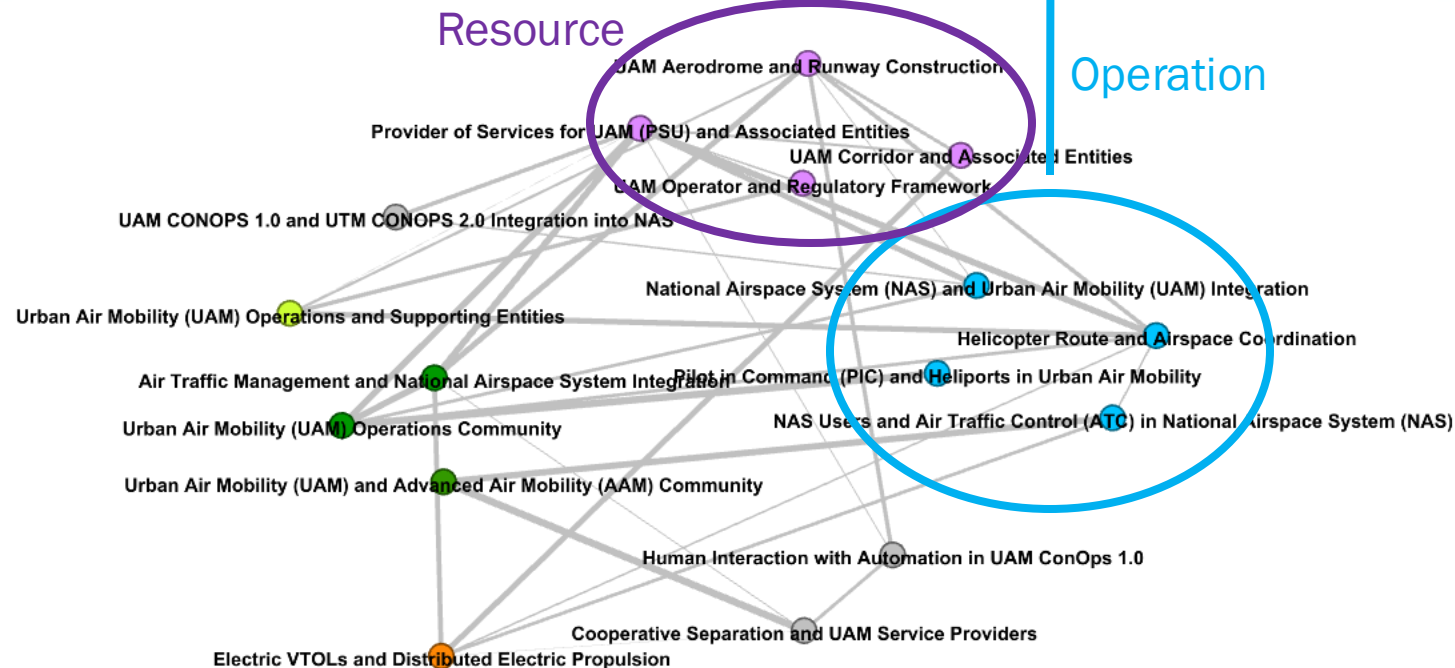 Resource
UAM Aerodrome and Runway Construction
Operation
Provider of Services for UAM (PSU) and Associated Entities
UAM Corridor and Associated Entities
UAM Operator and Regulatory Framework
UAM CONOPS 1.0 and UTM CONOPS 2.0 Integration into NAS
National Airspace System (NAS) and Urban Air Mobility (UAM) Integration
Urban Air Mobility (UAM) Operations and Supporting Entities
Helicopter Route and Airspace Coordination
Air Traffic Management and National Airspace System Integration
Pilot in Command (PIC) and Heliports in Urban Air Mobility
NAS Users and Air Traffic Control (ATC) in National Airspace System (NAS)
Urban Air Mobility (UAM) Operations Community
Urban Air Mobility (UAM) and Advanced Air Mobility (AAM) Community
Human Interaction with Automation in UAM ConOps 1.0
Cooperative Separation and UAM Service Providers
Electric VTOLs and Distributed Electric Propulsion